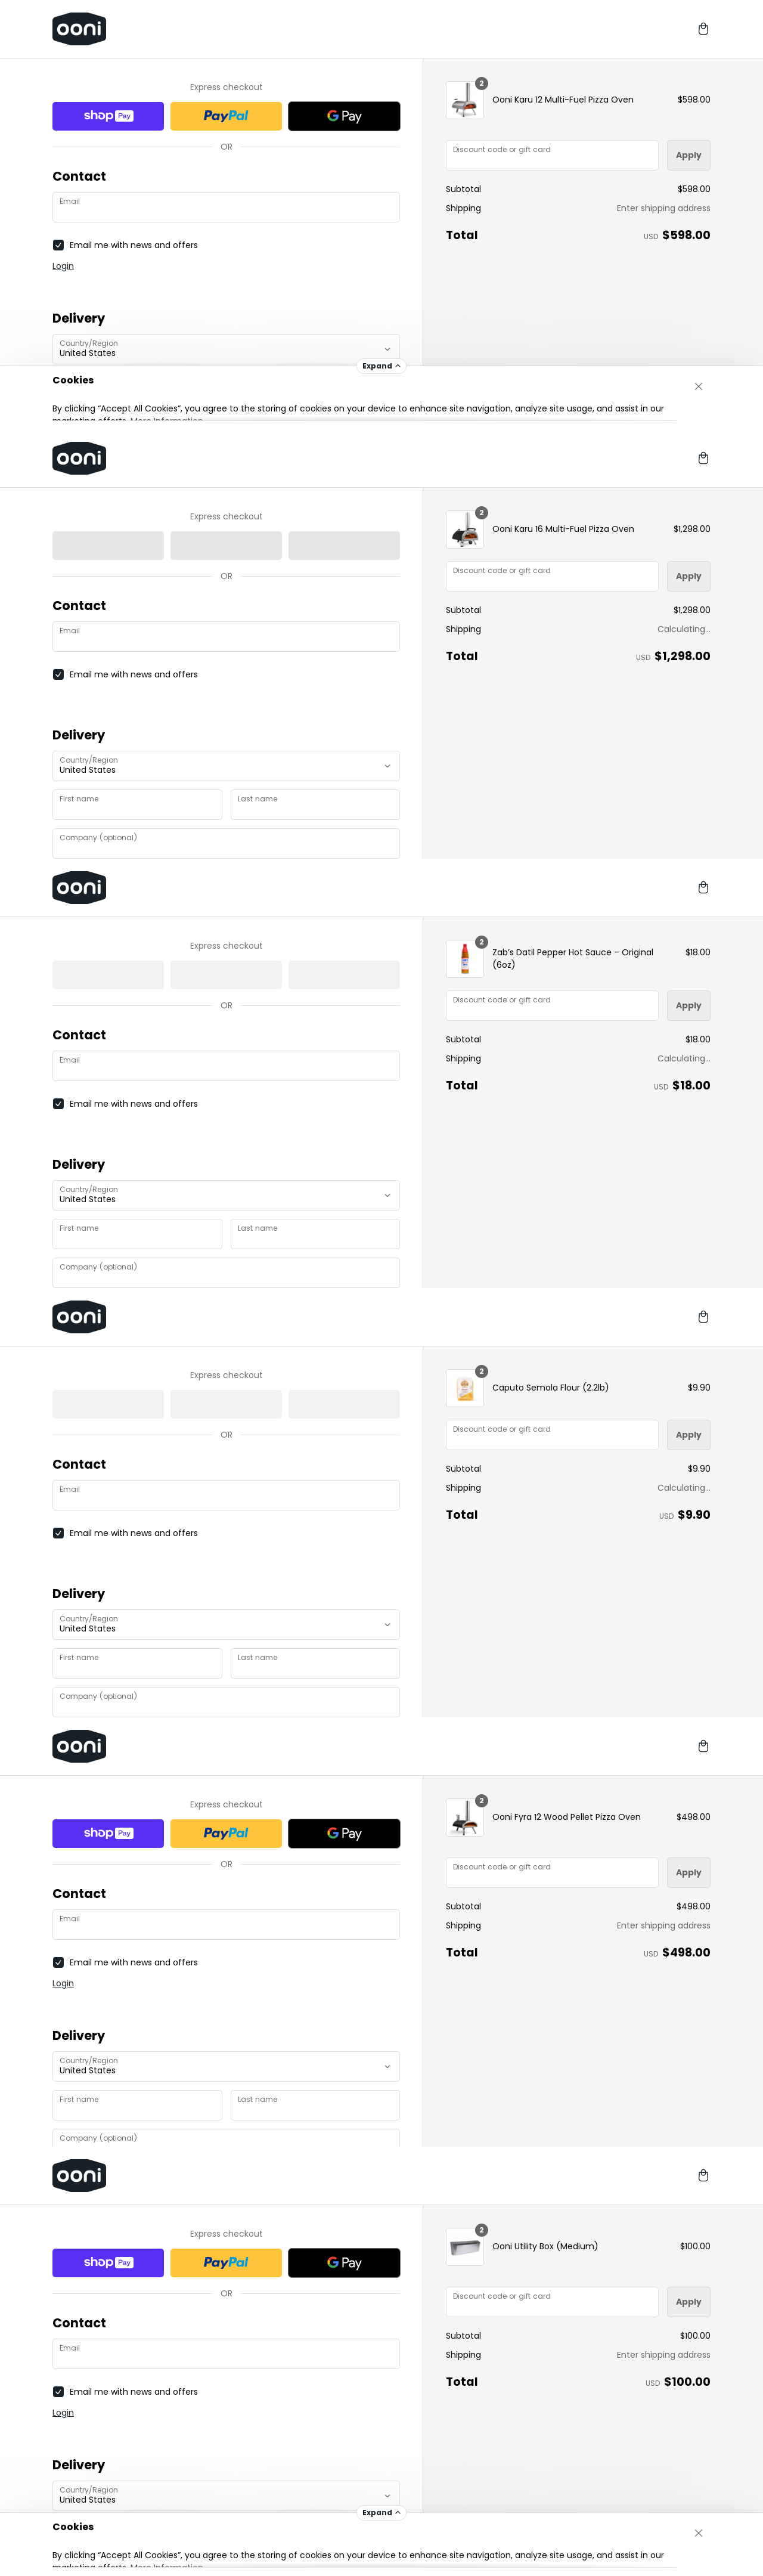 ooni
Express checkout
shop Pay PayPal G Pay
OR
Contact
Email
Email me with news and offers
Login
Delivery
Country/Region
United States
2
Ooni Karu 12 Multi-Fuel Pizza Oven $598.00
Discount code or gift card
Apply
Subtotal $598.00
Shipping Enter shipping address
Total USD $598.00
Expand
Cookies
By clicking “Accept All Cookies”, you agree to the storing of cookies on your device to enhance site navigation, analyze site usage, and assist in our
marketing efforts. More Information
ooni
Express checkout
OR
Contact
Email
Email me with news and offers
Delivery
Country/Region
United States
First name Last name
Company (optional)
2
Ooni Karu 16 Multi-Fuel Pizza Oven $1,298.00
Discount code or gift card
Apply
Subtotal $1,298.00
Shipping Calculating...
Total USD $1,298.00
ooni
Express checkout
OR
Contact
Email
Email me with news and offers
Delivery
Country/Region
United States
First name Last name
Company (optional)
2
Zab’s Datil Pepper Hot Sauce – Original $18.00
(6oz)
Discount code or gift card
Apply
Subtotal $18.00
Shipping Calculating...
Total USD $18.00
ooni
Express checkout
OR
Contact
Email
Email me with news and offers
Delivery
Country/Region
United States
First name Last name
Company (optional)
2
Caputo Semola Flour (2.2lb) $9.90
Discount code or gift card
Apply
Subtotal $9.90
Shipping Calculating...
Total USD $9.90
ooni
Express checkout
shop Pay PayPal G Pay
OR
Contact
Email
Email me with news and offers
Login
Delivery
Country/Region
United States
First name Last name
Company (optional)
2
Ooni Fyra 12 Wood Pellet Pizza Oven $498.00
Discount code or gift card
Apply
Subtotal $498.00
Shipping Enter shipping address
Total USD $498.00
ooni
Express checkout
shop Pay PayPal G Pay
OR
Contact
Email
Email me with news and offers
Login
Delivery
Country/Region
United States
2
Ooni Utility Box (Medium) $100.00
Discount code or gift card
Apply
Subtotal $100.00
Shipping Enter shipping address
Total USD $100.00
Expand
Cookies
By clicking “Accept All Cookies”, you agree to the storing of cookies on your device to enhance site navigation, analyze site usage, and assist in our
marketing efforts. More Information